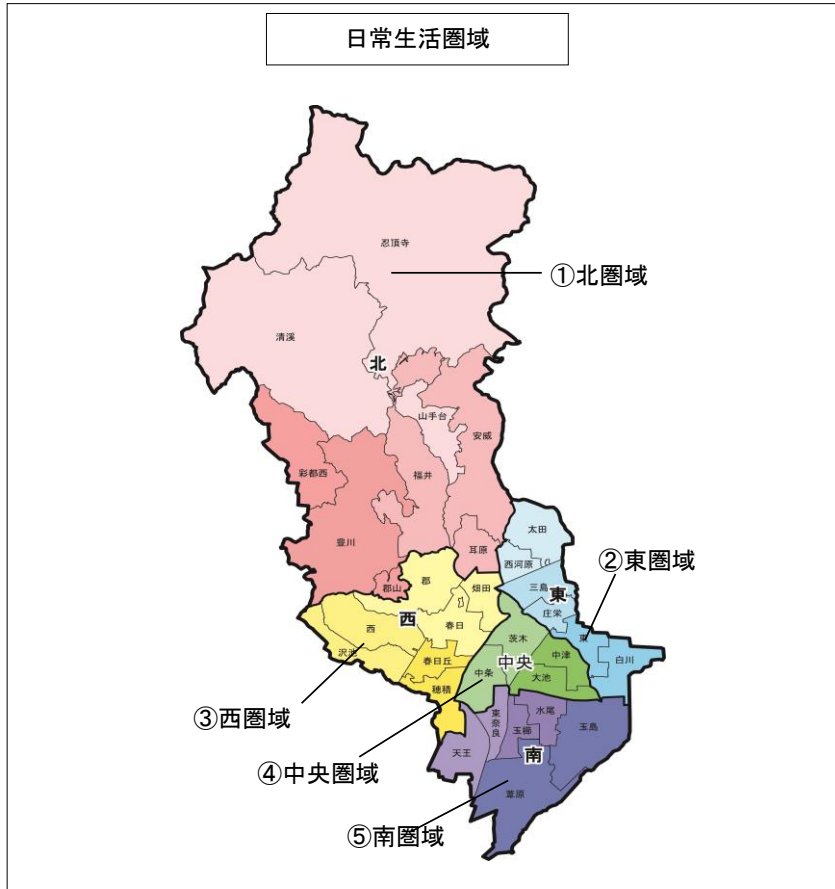 日常生活圏域
忍頂寺
①北圏域
清溪
北
山手台
安威
彩都西
福井
太田
豊川
耳原
西河原
②東圏域
郡山
郡
畑田
三島
東
庄栄
西
西
春日
茨木
東
白川
沢池
春日丘
中央
中津
中条
大池
穂積
③西圏域
東奈良
水尾
玉櫛
玉島
④中央圏域
天王
南
葦原
⑤南圏域